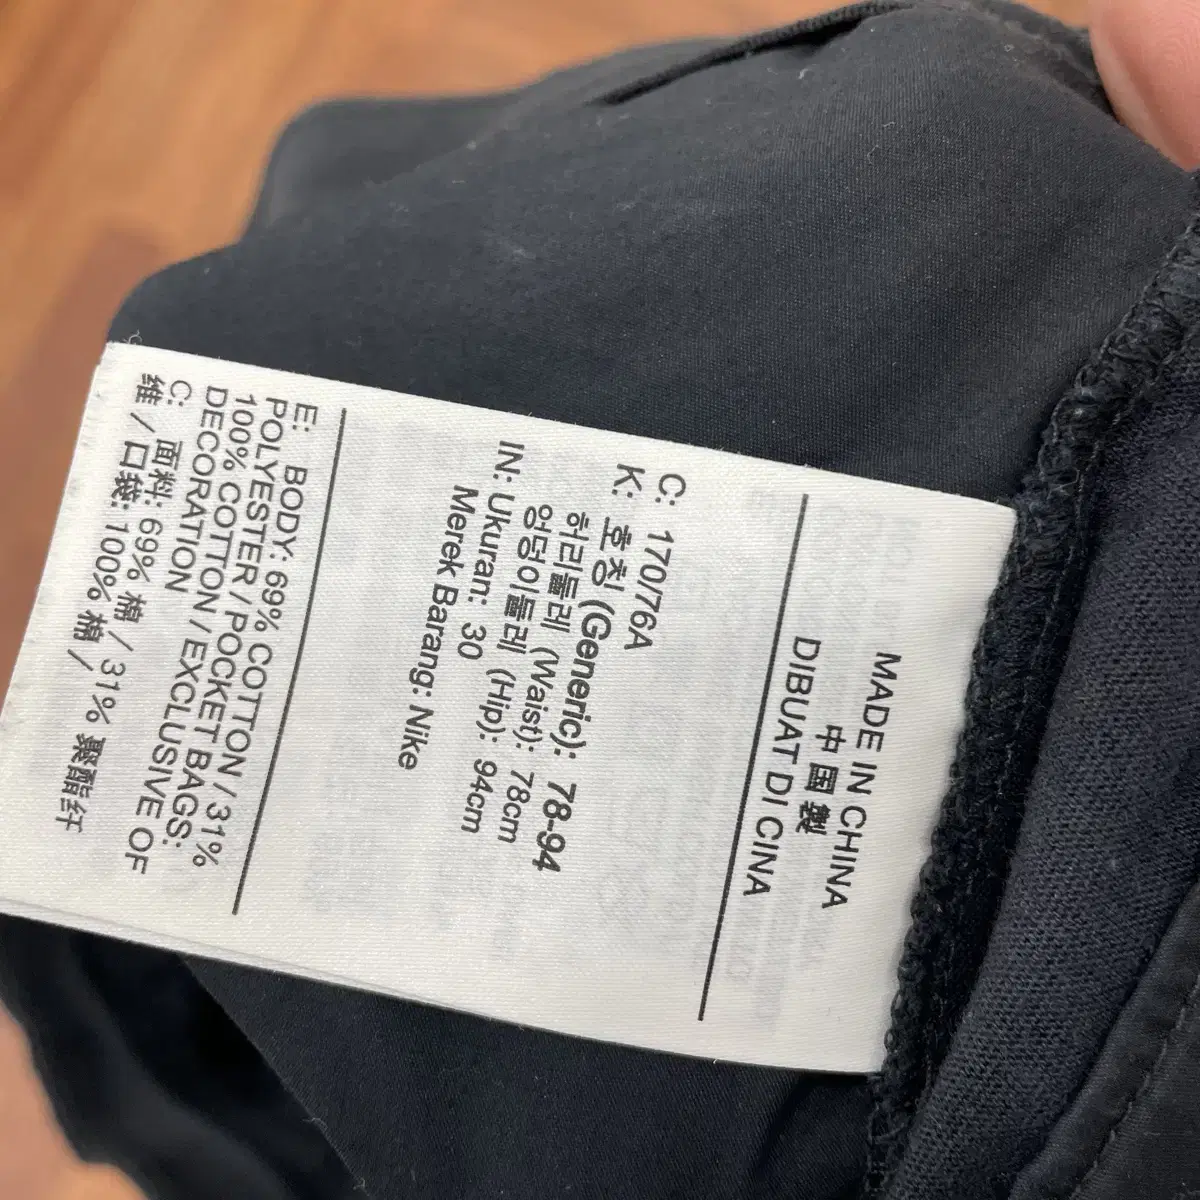 MADE IN CHINA
中国製
DIBUAT DI CINA
C: 170/76A
K: 호칭 (Generic): 78-94
허리둘레 (Waist): 78cm
엉덩이둘레 (Hip): 94cm
IN: Ukuran: 30
Merek Barang: Nike
E: BODY: 69% COTTON / 31%
POLYESTER / POCKET BAGS:
100% COTTON / EXCLUSIVE OF
DECORATION
C: 面料: 69% 棉 / 31% 聚酯纤
维 / 口袋: 100% 棉 /